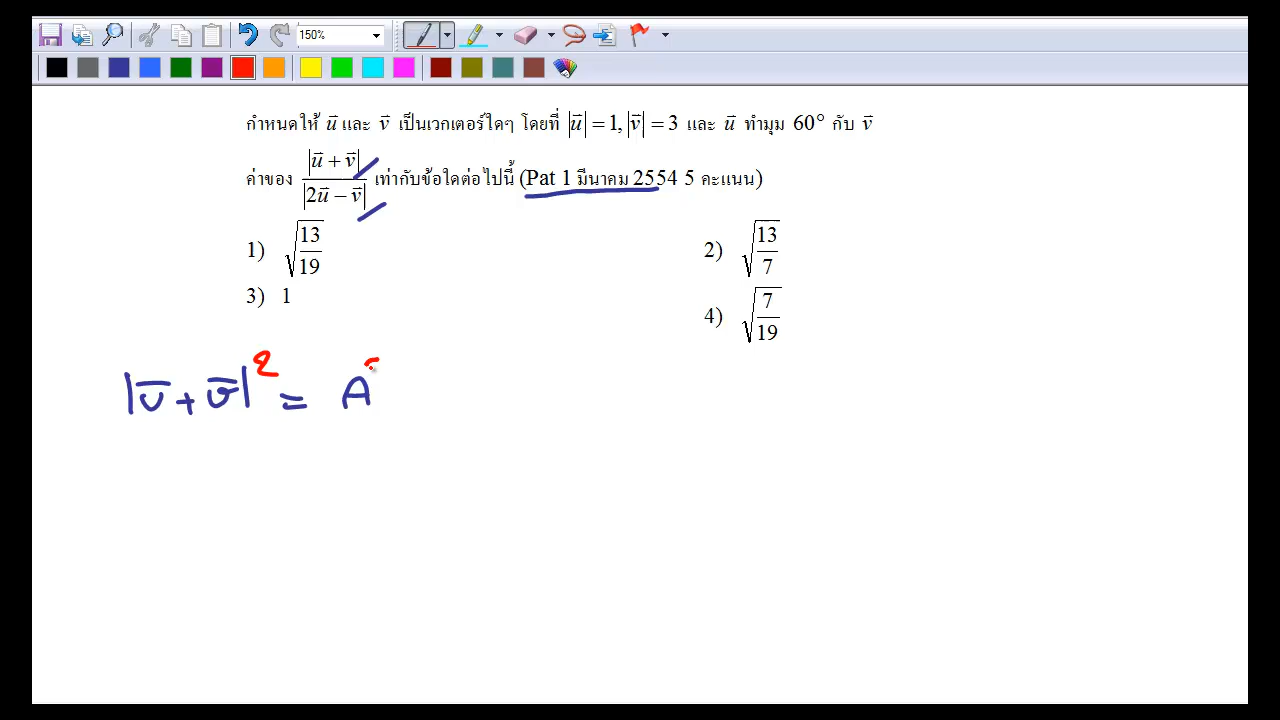 150%
กำหนดให้ u⃗ และ v⃗ เป็นเวกเตอร์ใดๆ โดยที่ |u⃗| = 1, |v⃗| = 3 และ u⃗ ทำมุม 60° กับ v⃗
ค่าของ |u⃗ + v⃗| / |2u⃗ − v⃗| เท่ากับข้อใดต่อไปนี้ (Pat 1 มีนาคม 2554 5 คะแนน)
1) √(13/19)
2) √(13/7)
3) 1
4) √(7/19)
|u̅ + v̅|² = A